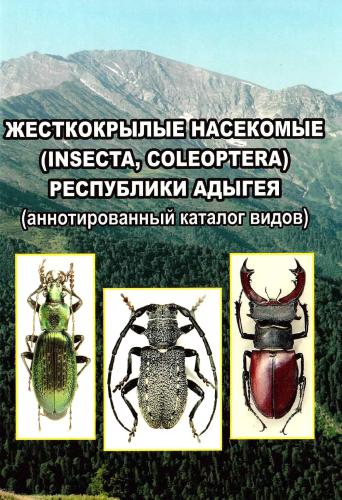 ЖЕСТКОКРЫЛЫЕ НАСЕКОМЫЕ
(INSECTA, COLEOPTERA)
РЕСПУБЛИКИ АДЫГЕЯ
(аннотированный каталог видов)